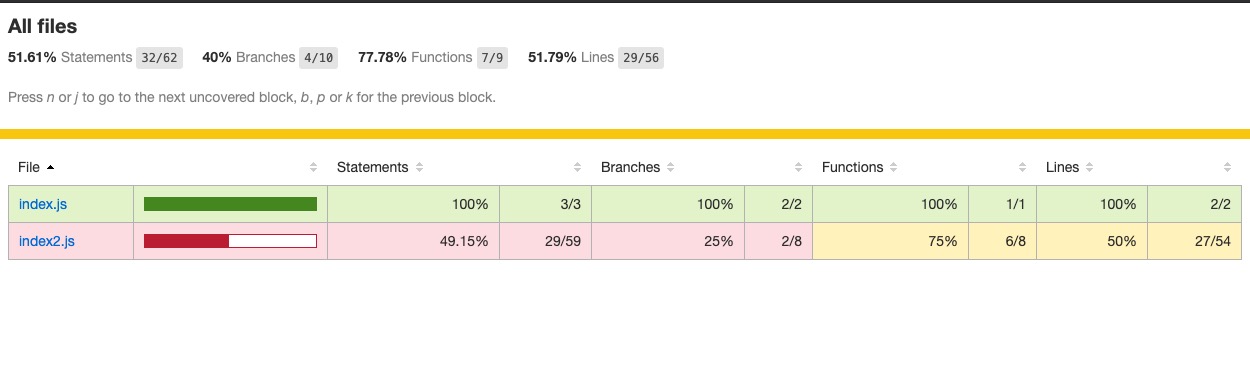 All files
51.61% Statements 32/62 40% Branches 4/10 77.78% Functions 7/9 51.79% Lines 29/56
Press n or j to go to the next uncovered block, b, p or k for the previous block.
File Statements Branches Functions Lines
index.js 100% 3/3 100% 2/2 100% 1/1 100% 2/2
index2.js 49.15% 29/59 25% 2/8 75% 6/8 50% 27/54